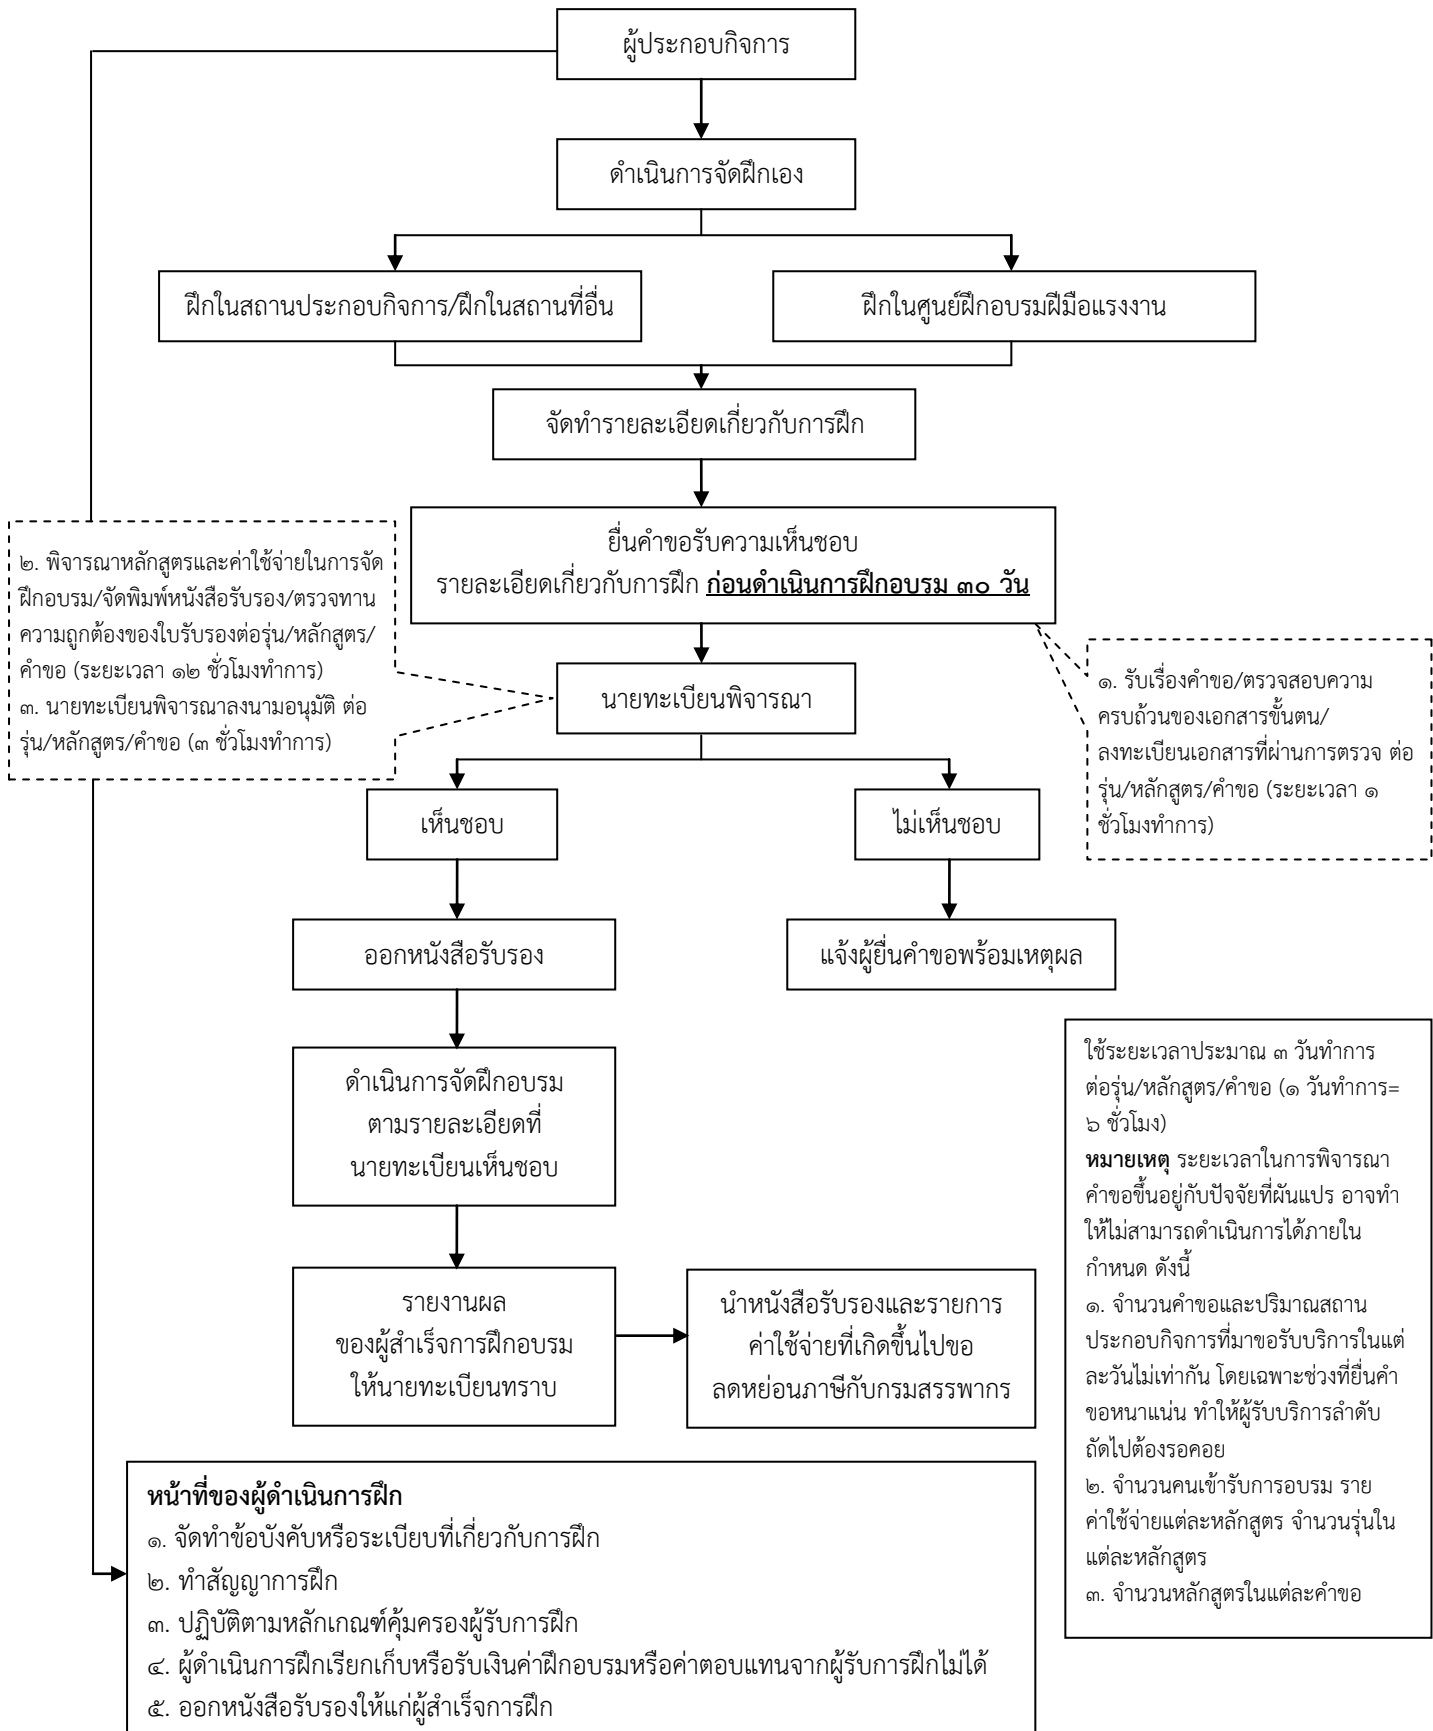 ผู้ประกอบกิจการ
ดำเนินการจัดฝึกเอง
ฝึกในสถานประกอบกิจการ/ฝึกในสถานที่อื่น
ฝึกในศูนย์ฝึกอบรมฝีมือแรงงาน
จัดทำรายละเอียดเกี่ยวกับการฝึก
ยื่นคำขอรับความเห็นชอบ
รายละเอียดเกี่ยวกับการฝึก ก่อนดำเนินการฝึกอบรม ๓๐ วัน
๒. พิจารณาหลักสูตรและค่าใช้จ่ายในการจัด
ฝึกอบรม/จัดพิมพ์หนังสือรับรอง/ตรวจทาน
ความถูกต้องของใบรับรองต่อรุ่น/หลักสูตร/
คำขอ (ระยะเวลา ๑๒ ชั่วโมงทำการ)
๓. นายทะเบียนพิจารณาลงนามอนุมัติ ต่อ
รุ่น/หลักสูตร/คำขอ (๓ ชั่วโมงทำการ)
นายทะเบียนพิจารณา
๑. รับเรื่องคำขอ/ตรวจสอบความ
ครบถ้วนของเอกสารขั้นตน/
ลงทะเบียนเอกสารที่ผ่านการตรวจ ต่อ
รุ่น/หลักสูตร/คำขอ (ระยะเวลา ๑
ชั่วโมงทำการ)
เห็นชอบ
ไม่เห็นชอบ
ออกหนังสือรับรอง
แจ้งผู้ยื่นคำขอพร้อมเหตุผล
ดำเนินการจัดฝึกอบรม
ตามรายละเอียดที่
นายทะเบียนเห็นชอบ
รายงานผล
ของผู้สำเร็จการฝึกอบรม
ให้นายทะเบียนทราบ
นำหนังสือรับรองและรายการ
ค่าใช้จ่ายที่เกิดขึ้นไปขอ
ลดหย่อนภาษีกับกรมสรรพากร
ใช้ระยะเวลาประมาณ ๓ วันทำการ
ต่อรุ่น/หลักสูตร/คำขอ (๑ วันทำการ=
๖ ชั่วโมง)
หมายเหตุ ระยะเวลาในการพิจารณา
คำขอขึ้นอยู่กับปัจจัยที่ผันแปร อาจทำ
ให้ไม่สามารถดำเนินการได้ภายใน
กำหนด ดังนี้
๑. จำนวนคำขอและปริมาณสถาน
ประกอบกิจการที่มาขอรับบริการในแต่
ละวันไม่เท่ากัน โดยเฉพาะช่วงที่ยื่นคำ
ขอหนาแน่น ทำให้ผู้รับบริการลำดับ
ถัดไปต้องรอคอย
๒. จำนวนคนเข้ารับการอบรม ราย
ค่าใช้จ่ายแต่ละหลักสูตร จำนวนรุ่นใน
แต่ละหลักสูตร
๓. จำนวนหลักสูตรในแต่ละคำขอ
หน้าที่ของผู้ดำเนินการฝึก
๑. จัดทำข้อบังคับหรือระเบียบที่เกี่ยวกับการฝึก
๒. ทำสัญญาการฝึก
๓. ปฏิบัติตามหลักเกณฑ์คุ้มครองผู้รับการฝึก
๔. ผู้ดำเนินการฝึกเรียกเก็บหรือรับเงินค่าฝึกอบรมหรือค่าตอบแทนจากผู้รับการฝึกไม่ได้
๕. ออกหนังสือรับรองให้แก่ผู้สำเร็จการฝึก